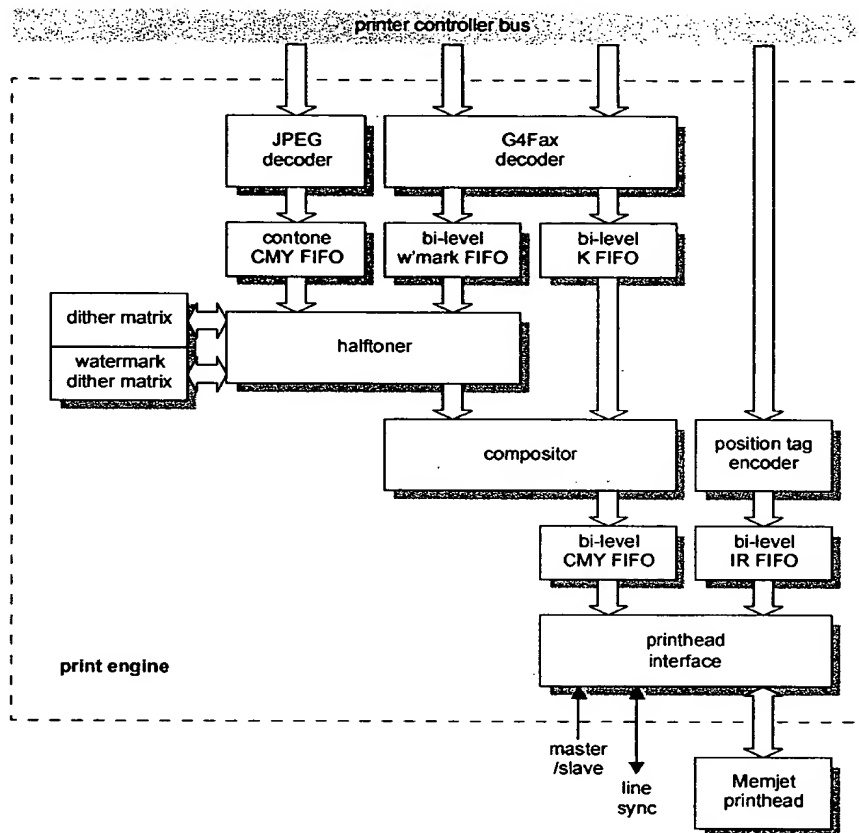 printer controller bus
JPEG
decoder
G4Fax
decoder
contone
CMY FIFO
bi-level
w'mark FIFO
bi-level
K FIFO
dither matrix
watermark
dither matrix
halftoner
compositor
position tag
encoder
bi-level
CMY FIFO
bi-level
IR FIFO
print engine
printhead
interface
master
/slave
line
sync
Memjet
printhead